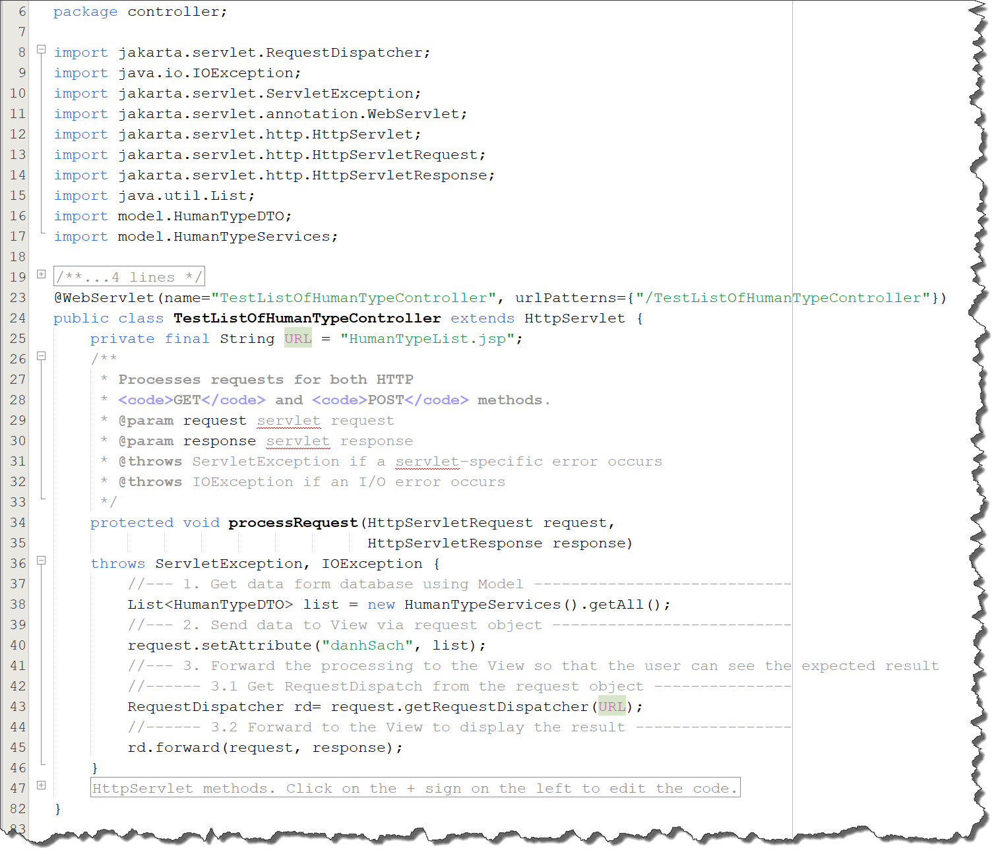 6 package controller;
7
8 import jakarta.servlet.RequestDispatcher;
9 import java.io.IOException;
10 import jakarta.servlet.ServletException;
11 import jakarta.servlet.annotation.WebServlet;
12 import jakarta.servlet.http.HttpServlet;
13 import jakarta.servlet.http.HttpServletRequest;
14 import jakarta.servlet.http.HttpServletResponse;
15 import java.util.List;
16 import model.HumanTypeDTO;
17 import model.HumanTypeServices;
18
19 /**...4 lines */
23 @WebServlet(name="TestListOfHumanTypeController", urlPatterns={"/TestListOfHumanTypeController"})
24 public class TestListOfHumanTypeController extends HttpServlet {
25     private final String URL = "HumanTypeList.jsp";
26     /**
27      * Processes requests for both HTTP
28      * <code>GET</code> and <code>POST</code> methods.
29      * @param request servlet request
30      * @param response servlet response
31      * @throws ServletException if a servlet-specific error occurs
32      * @throws IOException if an I/O error occurs
33      */
34     protected void processRequest(HttpServletRequest request,
35                                   HttpServletResponse response)
36     throws ServletException, IOException {
37         //--- 1. Get data form database using Model ----------------------------
38         List<HumanTypeDTO> list = new HumanTypeServices().getAll();
39         //--- 2. Send data to View via request object --------------------------
40         request.setAttribute("danhSach", list);
41         //--- 3. Forward the processing to the View so that the user can see the expected result
42         //------ 3.1 Get RequestDispatch from the request object ---------------
43         RequestDispatcher rd= request.getRequestDispatcher(URL);
44         //------ 3.2 Forward to the View to display the result -----------------
45         rd.forward(request, response);
46     }
47     HttpServlet methods. Click on the + sign on the left to edit the code.
82 }
83